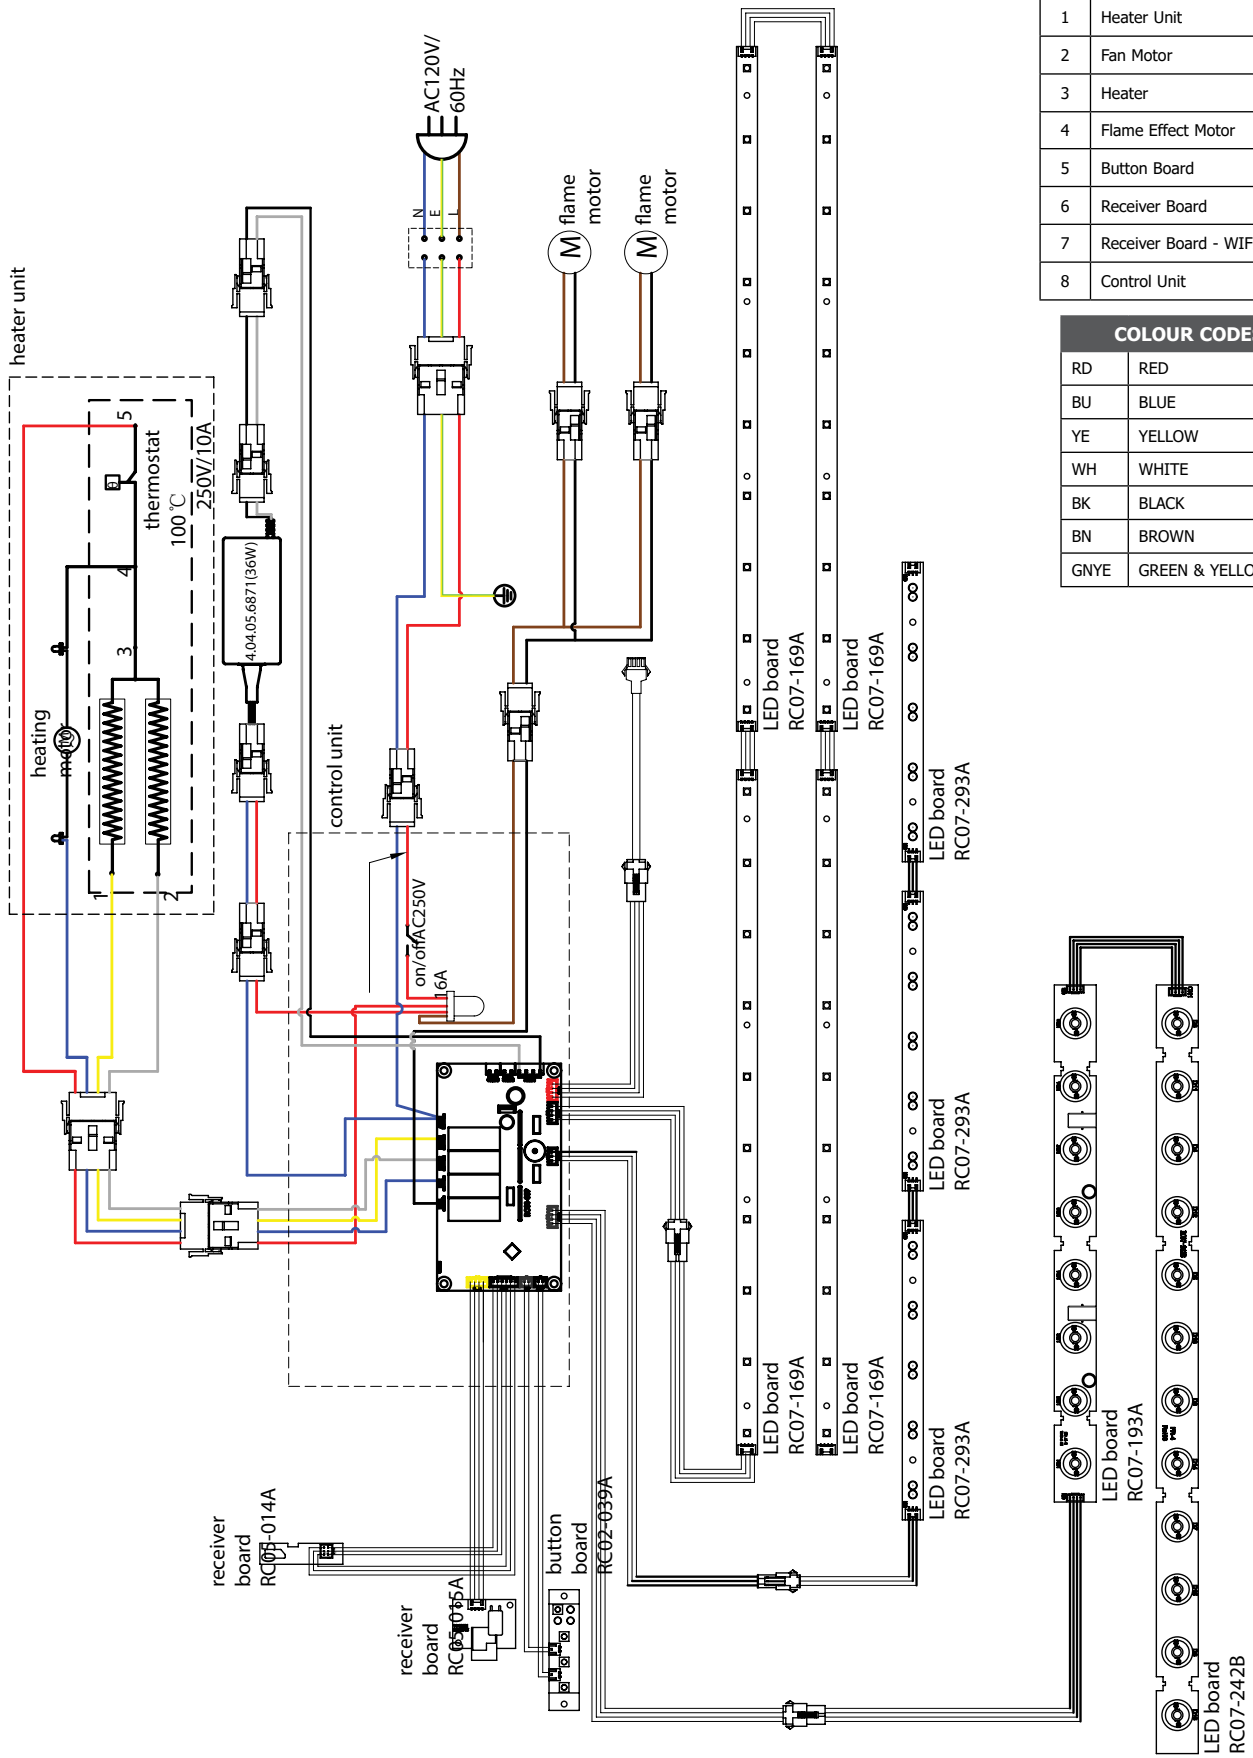 1 Heater Unit
2 Fan Motor
3 Heater
4 Flame Effect Motor
5 Button Board
6 Receiver Board
7 Receiver Board - WIF
8 Control Unit
COLOUR CODE
RD RED
BU BLUE
YE YELLOW
WH WHITE
BK BLACK
BN BROWN
GNYE GREEN & YELLO
heater unit
heating
motor
thermostat
100℃
250V/10A
1
2
3
4
5
4.04.05.6871(36W)
AC120V/
60Hz
N
E
L
M
flame
motor
M
flame
motor
control unit
on/off AC250V
16A
receiver
board
RC05-014A
receiver
board
RC05-015A
button
board
RC02-039A
LED board
RC07-169A
LED board
RC07-169A
LED board
RC07-169A
LED board
RC07-169A
LED board
RC07-293A
LED board
RC07-293A
LED board
RC07-293A
LED board
RC07-193A
LED board
RC07-242B